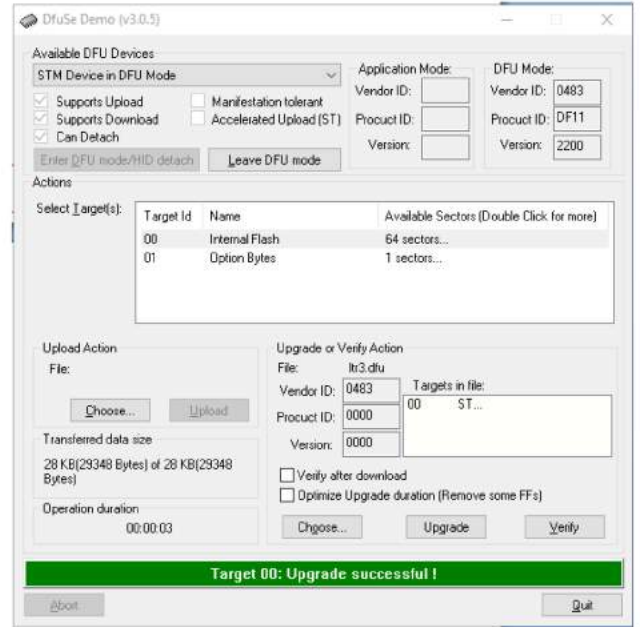 DfuSe Demo (v3.0.5)
Available DFU Devices
STM Device in DFU Mode
Supports Upload
Manifestation tolerant
Supports Download
Accelerated Upload (ST)
Can Detach
Enter DFU mode/HID detach
Leave DFU mode
Application Mode:
Vendor ID:
Procuct ID:
Version:
DFU Mode:
Vendor ID: 0483
Procuct ID: DF11
Version: 2200
Actions
Select Target(s):
Target Id Name Available Sectors (Double Click for more)
00 Internal Flash 64 sectors...
01 Option Bytes 1 sectors...
Upload Action
File:
Choose... Upload
Transferred data size
28 KB(29348 Bytes) of 28 KB(29348
Bytes)
Operation duration
00:00:03
Upgrade or Verify Action
File: ltr3.dfu
Vendor ID: 0483
Procuct ID: 0000
Version: 0000
Targets in file:
00 ST...
Verify after download
Optimize Upgrade duration (Remove some FFs)
Choose... Upgrade Verify
Target 00: Upgrade successful !
Abort Quit